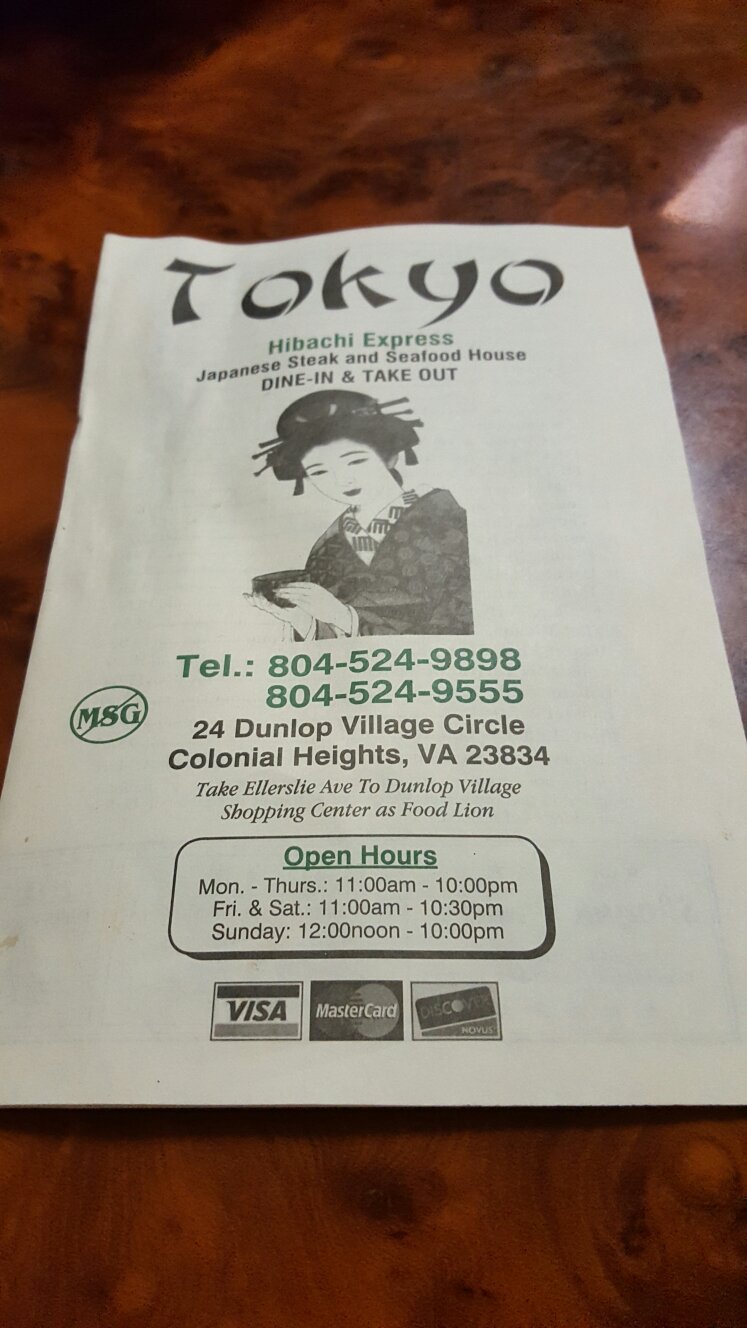 Tokyo
Hibachi Express
Japanese Steak and Seafood House
DINE-IN & TAKE OUT
Tel.: 804-524-9898
804-524-9555
MSG
24 Dunlop Village Circle
Colonial Heights, VA 23834
Take Ellerslie Ave To Dunlop Village
Shopping Center as Food Lion
Open Hours
Mon. - Thurs.: 11:00am - 10:00pm
Fri. & Sat.: 11:00am - 10:30pm
Sunday: 12:00noon - 10:00pm
VISA MasterCard DISCOVER
NOVUS